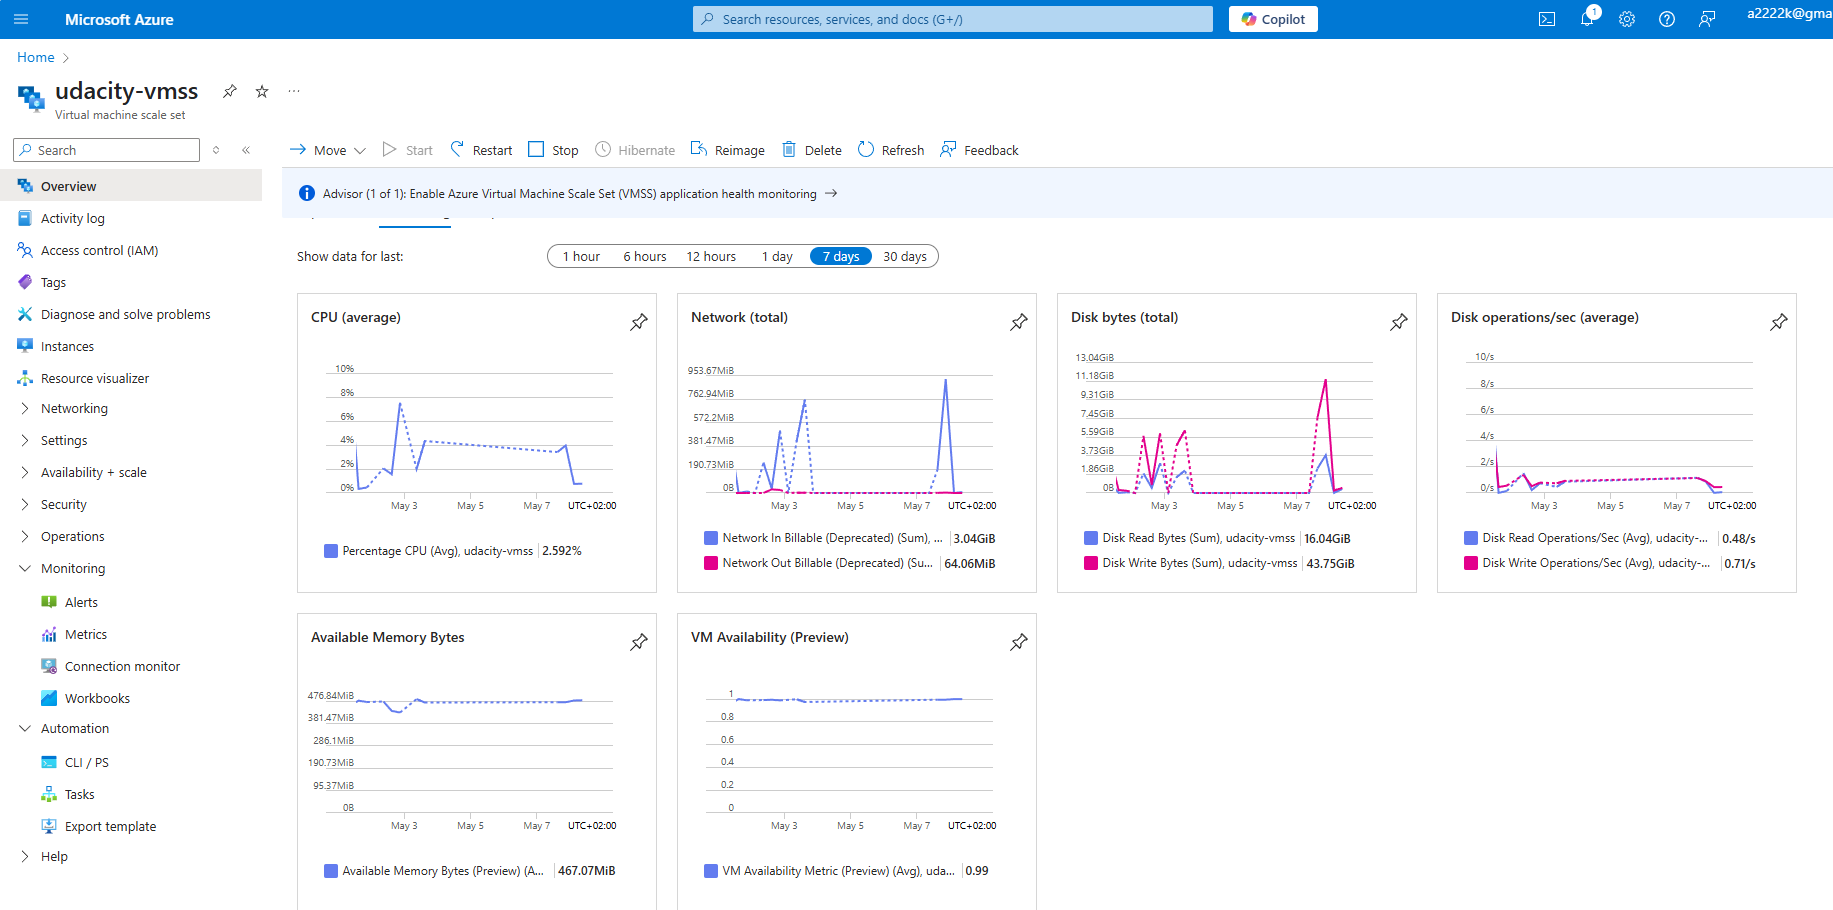 Microsoft Azure
Search resources, services, and docs (G+/)
Copilot
1
a2222k@gma
Home
udacity-vmss
Virtual machine scale set
Search
Move
Start
Restart
Stop
Hibernate
Reimage
Delete
Refresh
Feedback
Advisor (1 of 1): Enable Azure Virtual Machine Scale Set (VMSS) application health monitoring
Overview
Activity log
Access control (IAM)
Tags
Diagnose and solve problems
Instances
Resource visualizer
Networking
Settings
Availability + scale
Security
Operations
Monitoring
Alerts
Metrics
Connection monitor
Workbooks
Automation
CLI / PS
Tasks
Export template
Help
Show data for last:
1 hour
6 hours
12 hours
1 day
7 days
30 days
CPU (average)
10%
8%
6%
4%
2%
0%
May 3
May 5
May 7
UTC+02:00
Percentage CPU (Avg), udacity-vmss
2.592%
Network (total)
953.67MiB
762.94MiB
572.2MiB
381.47MiB
190.73MiB
0B
May 3
May 5
May 7
UTC+02:00
Network In Billable (Deprecated) (Sum), ...
3.04GiB
Network Out Billable (Deprecated) (Su...
64.06MiB
Disk bytes (total)
13.04GiB
11.18GiB
9.31GiB
7.45GiB
5.59GiB
3.73GiB
1.86GiB
0B
May 3
May 5
May 7
UTC+02:00
Disk Read Bytes (Sum), udacity-vmss
16.04GiB
Disk Write Bytes (Sum), udacity-vmss
43.75GiB
Disk operations/sec (average)
10/s
8/s
6/s
4/s
2/s
0/s
May 3
May 5
May 7
UTC+02:00
Disk Read Operations/Sec (Avg), udacity-...
0.48/s
Disk Write Operations/Sec (Avg), udacity-...
0.71/s
Available Memory Bytes
476.84MiB
381.47MiB
286.1MiB
190.73MiB
95.37MiB
0B
May 3
May 5
May 7
UTC+02:00
Available Memory Bytes (Preview) (A...
467.07MiB
VM Availability (Preview)
1
0.8
0.6
0.4
0.2
0
May 3
May 5
May 7
UTC+02:00
VM Availability Metric (Preview) (Avg), uda...
0.99